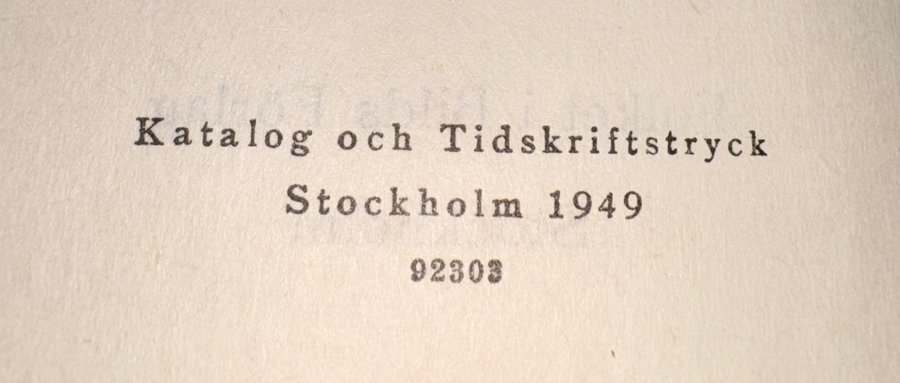 Katalog och Tidskriftstryck
Stockholm 1949
92303